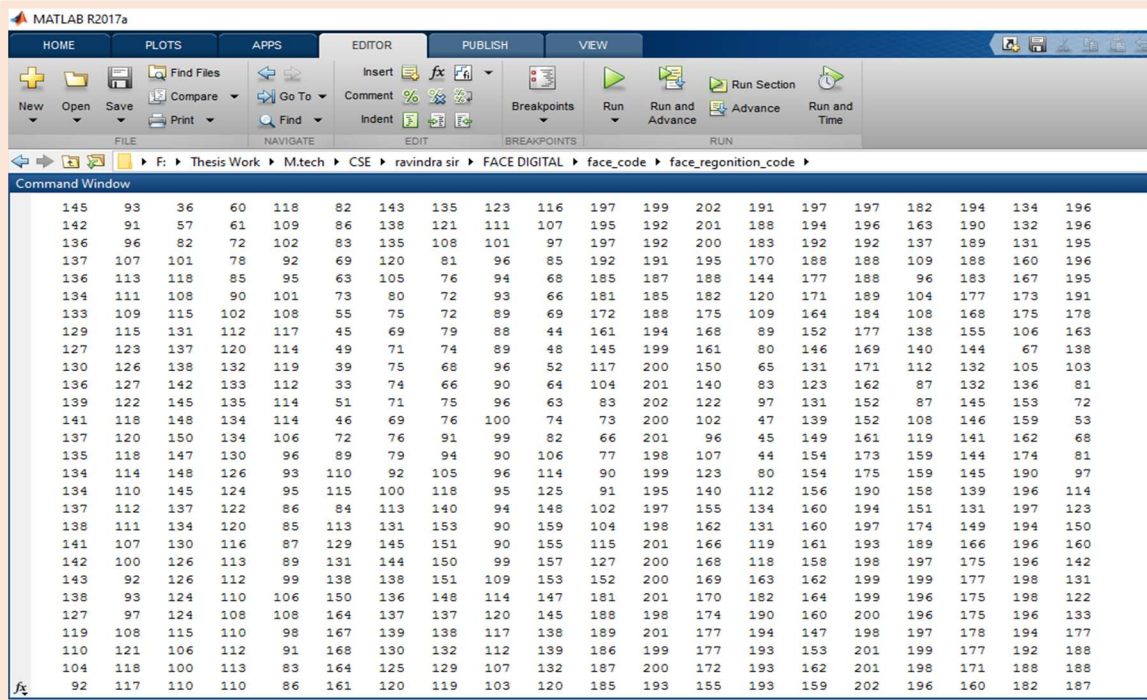 MATLAB R2017a
HOME PLOTS APPS EDITOR PUBLISH VIEW
New Open Save Find Files Compare Print Go To Find Insert fx Comment Indent Breakpoints Run Run and Advance Run Section Advance Run and Time
FILE NAVIGATE EDIT BREAKPOINTS RUN
F: Thesis Work M.tech CSE ravindra sir FACE DIGITAL face_code face_regonition_code
Command Window
145 93 36 60 118 82 143 135 123 116 197 199 202 191 197 197 182 194 134 196
142 91 57 61 109 86 138 121 111 107 195 192 201 188 194 196 163 190 132 196
136 96 82 72 102 83 135 108 101 97 197 192 200 183 192 192 137 189 131 195
137 107 101 78 92 69 120 81 96 85 192 191 195 170 188 188 109 188 160 196
136 113 118 85 95 63 105 76 94 68 185 187 188 144 177 188 96 183 167 195
134 111 108 90 101 73 80 72 93 66 181 185 182 120 171 189 104 177 173 191
133 109 115 102 108 55 75 72 89 69 172 188 175 109 164 184 108 168 175 178
129 115 131 112 117 45 69 79 88 44 161 194 168 89 152 177 138 155 106 163
127 123 137 120 114 49 71 74 89 48 145 199 161 80 146 169 140 144 67 138
130 126 138 132 119 39 75 68 96 52 117 200 150 65 131 171 112 132 105 103
136 127 142 133 112 33 74 66 90 64 104 201 140 83 123 162 87 132 136 81
139 122 145 135 114 51 71 75 96 63 83 202 122 97 131 152 87 145 153 72
141 118 148 134 114 46 69 76 100 74 73 200 102 47 139 152 108 146 159 53
137 120 150 134 106 72 76 91 99 82 66 201 96 45 149 161 119 141 162 68
135 118 147 130 96 89 79 94 90 106 77 198 107 44 154 173 159 144 174 81
134 114 148 126 93 110 92 105 96 114 90 199 123 80 154 175 159 145 190 97
134 110 145 124 95 115 100 118 95 125 91 195 140 112 156 190 158 139 196 114
137 112 137 122 86 84 113 140 94 148 102 197 155 134 160 194 151 131 197 123
138 111 134 120 85 113 131 153 90 159 104 198 162 131 160 197 174 149 194 150
141 107 130 116 87 129 145 151 90 155 115 201 166 119 161 193 189 166 196 160
142 100 126 113 89 131 144 150 99 157 127 200 168 118 158 198 197 175 196 142
143 92 126 112 99 138 138 151 109 153 152 200 169 163 162 199 199 177 198 131
138 93 124 110 106 150 136 148 114 147 181 201 170 182 164 199 196 175 198 122
127 97 124 108 108 164 137 137 120 145 188 198 174 190 160 200 196 175 196 133
119 108 115 110 98 167 139 138 117 138 189 201 177 194 147 198 197 178 194 177
110 121 106 112 91 168 130 132 112 139 186 199 177 193 153 201 199 177 192 188
104 118 100 113 83 164 125 129 107 132 187 200 172 193 162 201 198 171 188 188
fx 92 117 110 110 86 161 120 119 103 120 185 193 155 193 159 202 196 160 182 187